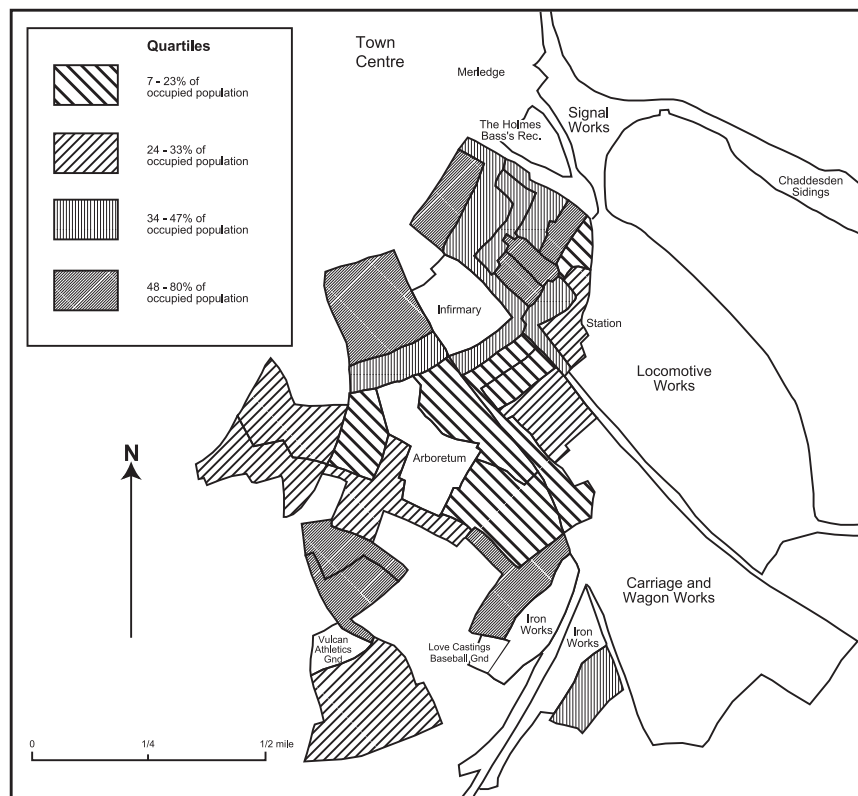 Quartiles
7 - 23% of
occupied population
24 - 33% of
occupied population
34 - 47% of
occupied population
48 - 80% of
occupied population
Town
Centre
Merledge
The Holmes
Bass's Rec.
Signal
Works
Chaddesden
Sidings
Infirmary
Station
Locomotive
Works
N
Arboretum
Carriage and
Wagon Works
Iron
Works
Iron
Works
Vulcan
Athletics
Gnd
Love Castings
Baseball Gnd
0
1/4
1/2 mile